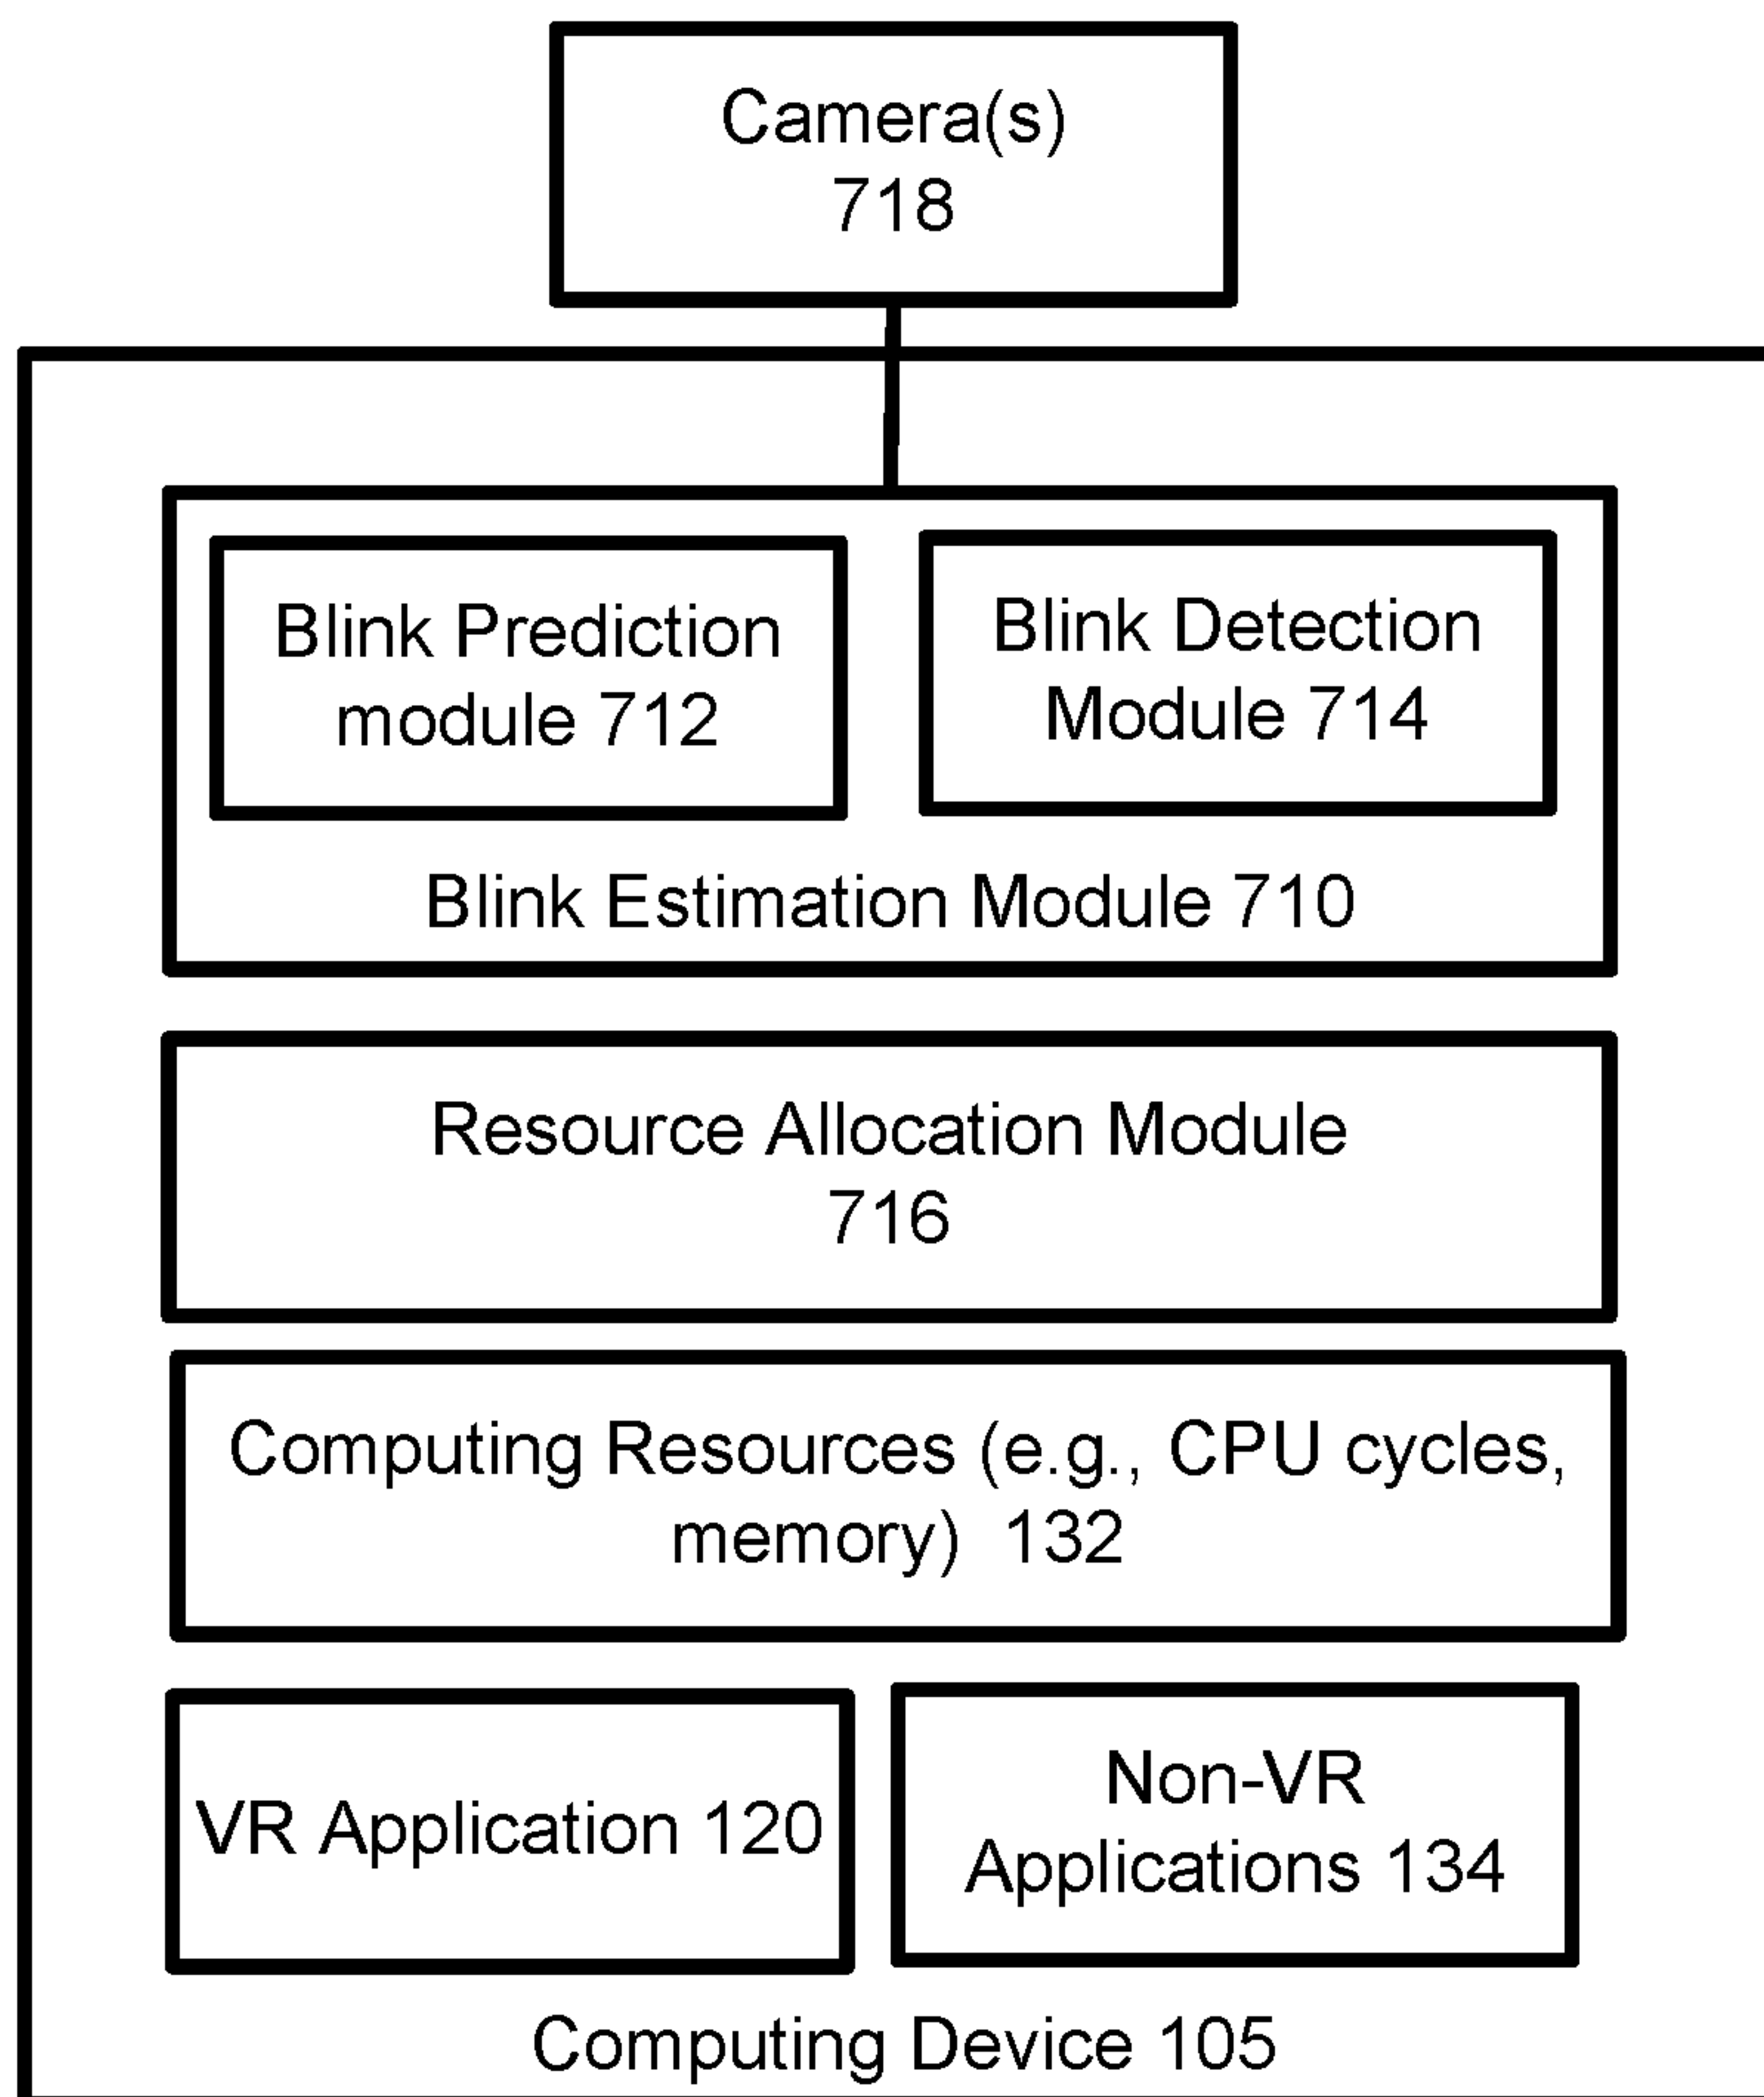 Camera(s)
718
Blink Prediction
module 712
Blink Detection
Module 714
Blink Estimation Module 710
Resource Allocation Module
716
Computing Resources (e.g., CPU cycles,
memory)  132
VR Application 120
Non-VR
Applications 134
Computing Device 105